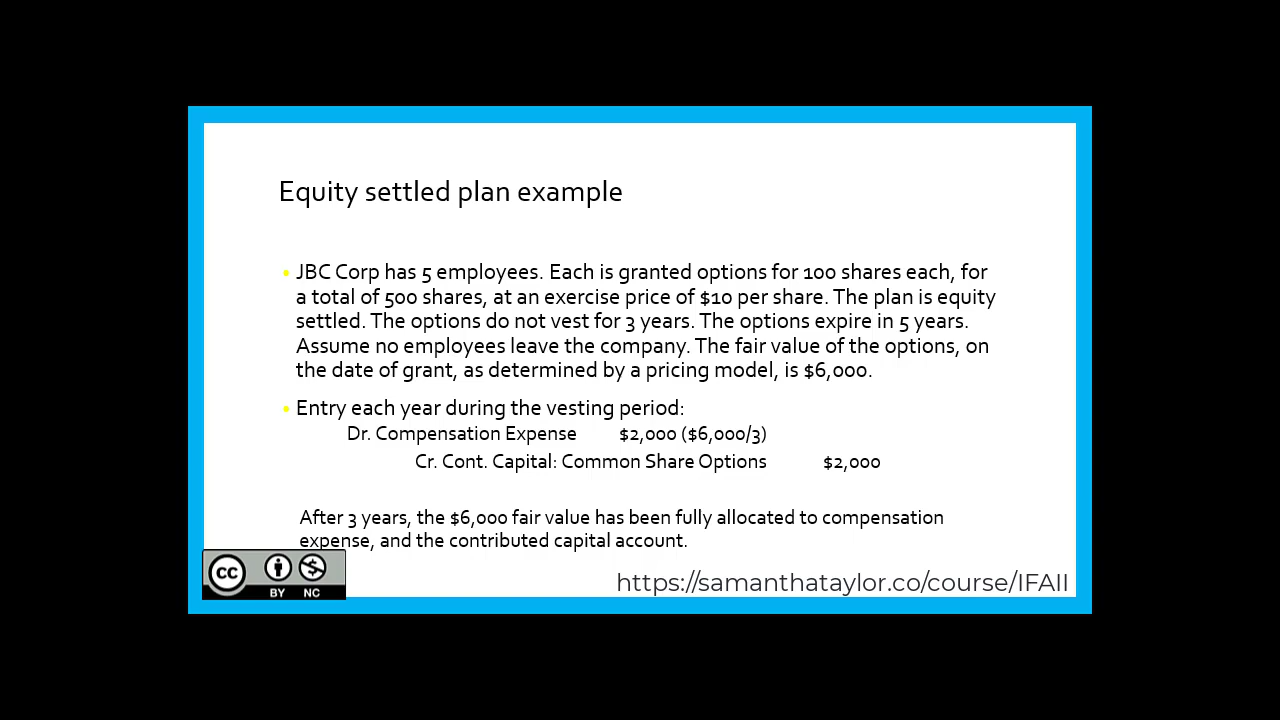 Equity settled plan example
• JBC Corp has 5 employees. Each is granted options for 100 shares each, for
a total of 500 shares, at an exercise price of $10 per share. The plan is equity
settled. The options do not vest for 3 years. The options expire in 5 years.
Assume no employees leave the company. The fair value of the options, on
the date of grant, as determined by a pricing model, is $6,000.
• Entry each year during the vesting period:
Dr. Compensation Expense $2,000 ($6,000/3)
Cr. Cont. Capital: Common Share Options $2,000
After 3 years, the $6,000 fair value has been fully allocated to compensation
expense, and the contributed capital account.
cc
BY NC
https://samanthataylor.co/course/IFAII